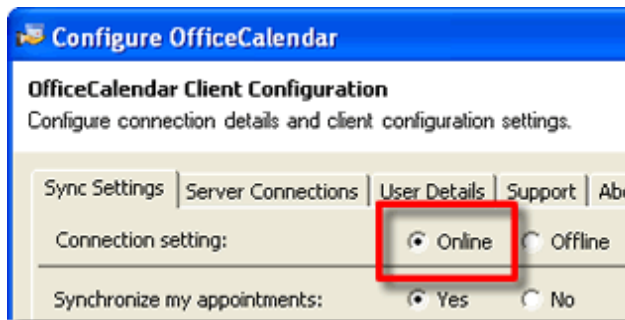 Configure OfficeCalendar
OfficeCalendar Client Configuration
Configure connection details and client configuration settings.
Sync Settings Server Connections User Details Support
Connection setting: Online Offline
Synchronize my appointments: Yes No